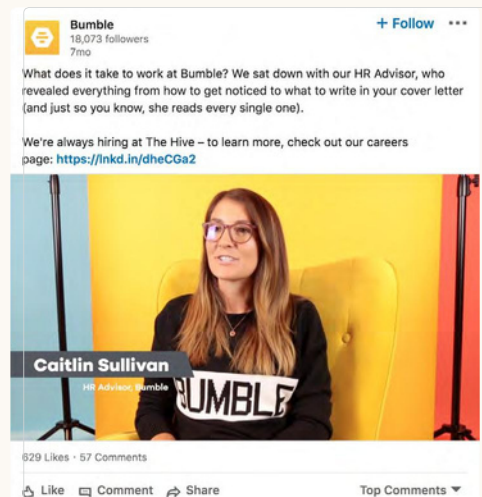 Bumble
+ Follow
18,073 followers
7mo
What does it take to work at Bumble? We sat down with our HR Advisor, who
revealed everything from how to get noticed to what to write in your cover letter
(and just so you know, she reads every single one).
We're always hiring at The Hive – to learn more, check out our careers
page: https://lnkd.in/dheCGa2
Caitlin Sullivan
HR Advisor, Bumble
BUMBLE
629 Likes · 57 Comments
Like Comment Share Top Comments